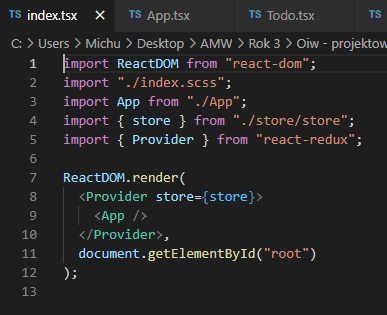 TS index.tsx × TS App.tsx TS Todo.tsx TS
C: > Users > Michu > Desktop > AMW > Rok 3 > Oiw - projektow
1 import ReactDOM from "react-dom";
2 import "./index.scss";
3 import App from "./App";
4 import { store } from "./store/store";
5 import { Provider } from "react-redux";
6
7 ReactDOM.render(
8 <Provider store={store}>
9 <App />
10 </Provider>,
11 document.getElementById("root")
12 );
13